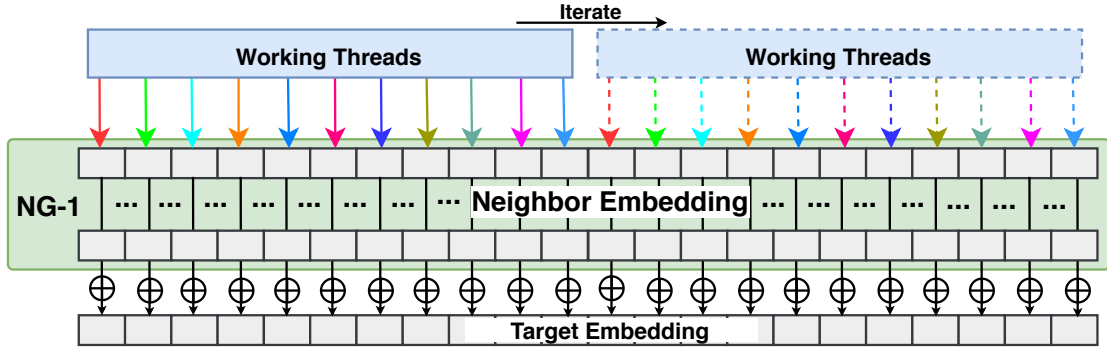 Iterate
Working Threads
Working Threads
NG-1
... ... ... ... ... ... ... ... Neighbor Embedding ... ... ... ... ... ... ...
Target Embedding